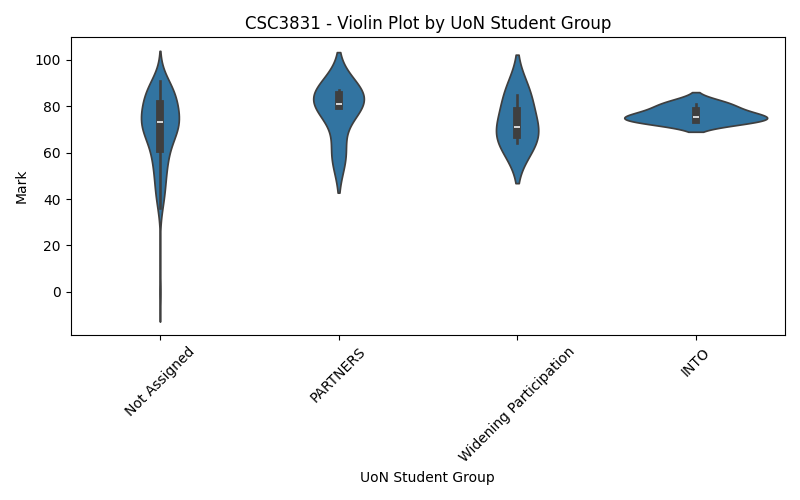 CSC3831 - Violin Plot by UoN Student Group
100
80
60
40
20
0
Mark
Not Assigned
PARTNERS
Widening Participation
INTO
UoN Student Group